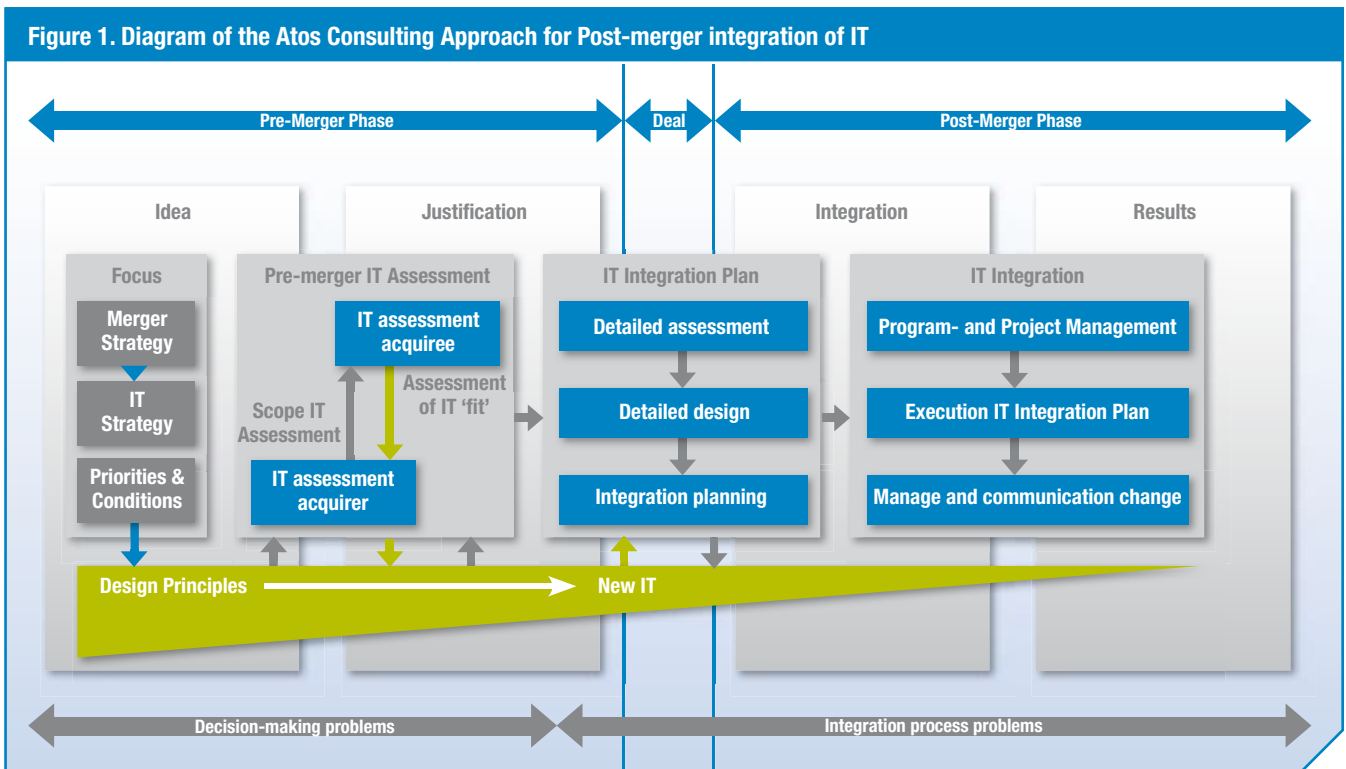 Figure 1. Diagram of the Atos Consulting Approach for Post-merger integration of IT
Pre-Merger Phase
Deal
Post-Merger Phase
Idea
Justification
Integration
Results
Focus
Merger
Strategy
IT
Strategy
Priorities &
Conditions
Pre-merger IT Assessment
IT assessment
acquiree
Assessment
of IT ‘fit’
Scope IT
Assessment
IT assessment
acquirer
IT Integration Plan
Detailed assessment
Detailed design
Integration planning
IT Integration
Program- and Project Management
Execution IT Integration Plan
Manage and communication change
Design Principles
New IT
Decision-making problems
Integration process problems